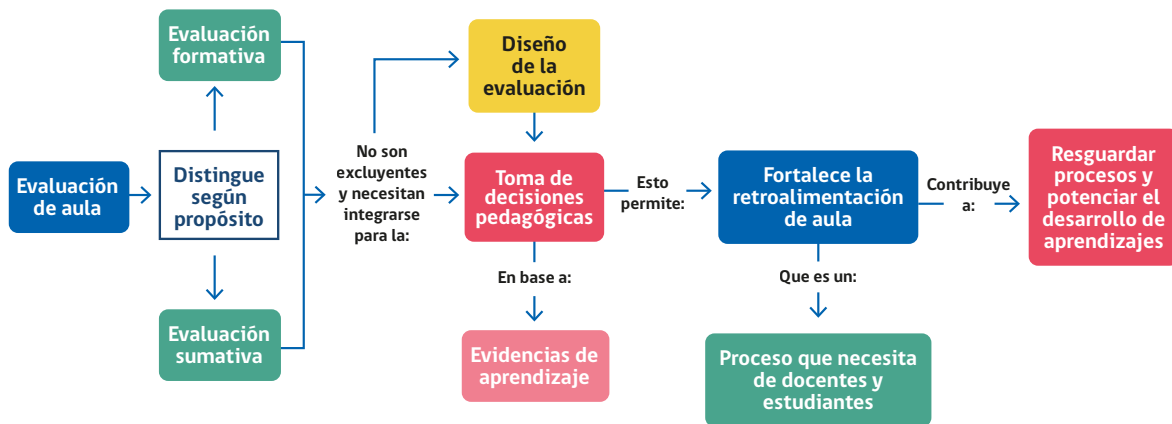 Evaluación
de aula
Distingue
según
propósito
Evaluación
formativa
Evaluación
sumativa
No son
excluyentes
y necesitan
integrarse
para la:
Diseño
de la
evaluación
Toma de
decisiones
pedagógicas
En base a:
Evidencias de
aprendizaje
Esto
permite:
Fortalece la
retroalimentación
de aula
Que es un:
Proceso que necesita
de docentes y
estudiantes
Contribuye
a:
Resguardar
procesos y
potenciar el
desarrollo de
aprendizajes